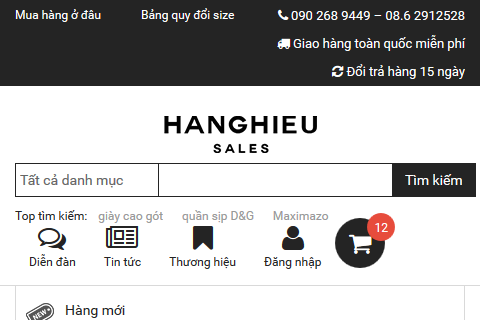 Mua hàng ở đâu
Bảng quy đổi size
090 268 9449 – 08.6 2912528
Giao hàng toàn quốc miễn phí
Đổi trả hàng 15 ngày
HANGHIEU
SALES
Tất cả danh mục
Tìm kiếm
Top tìm kiếm: giày cao gót quần sịp D&G Maximazo
Diễn đàn
Tin tức
Thương hiệu
Đăng nhập
12
NEW
Hàng mới